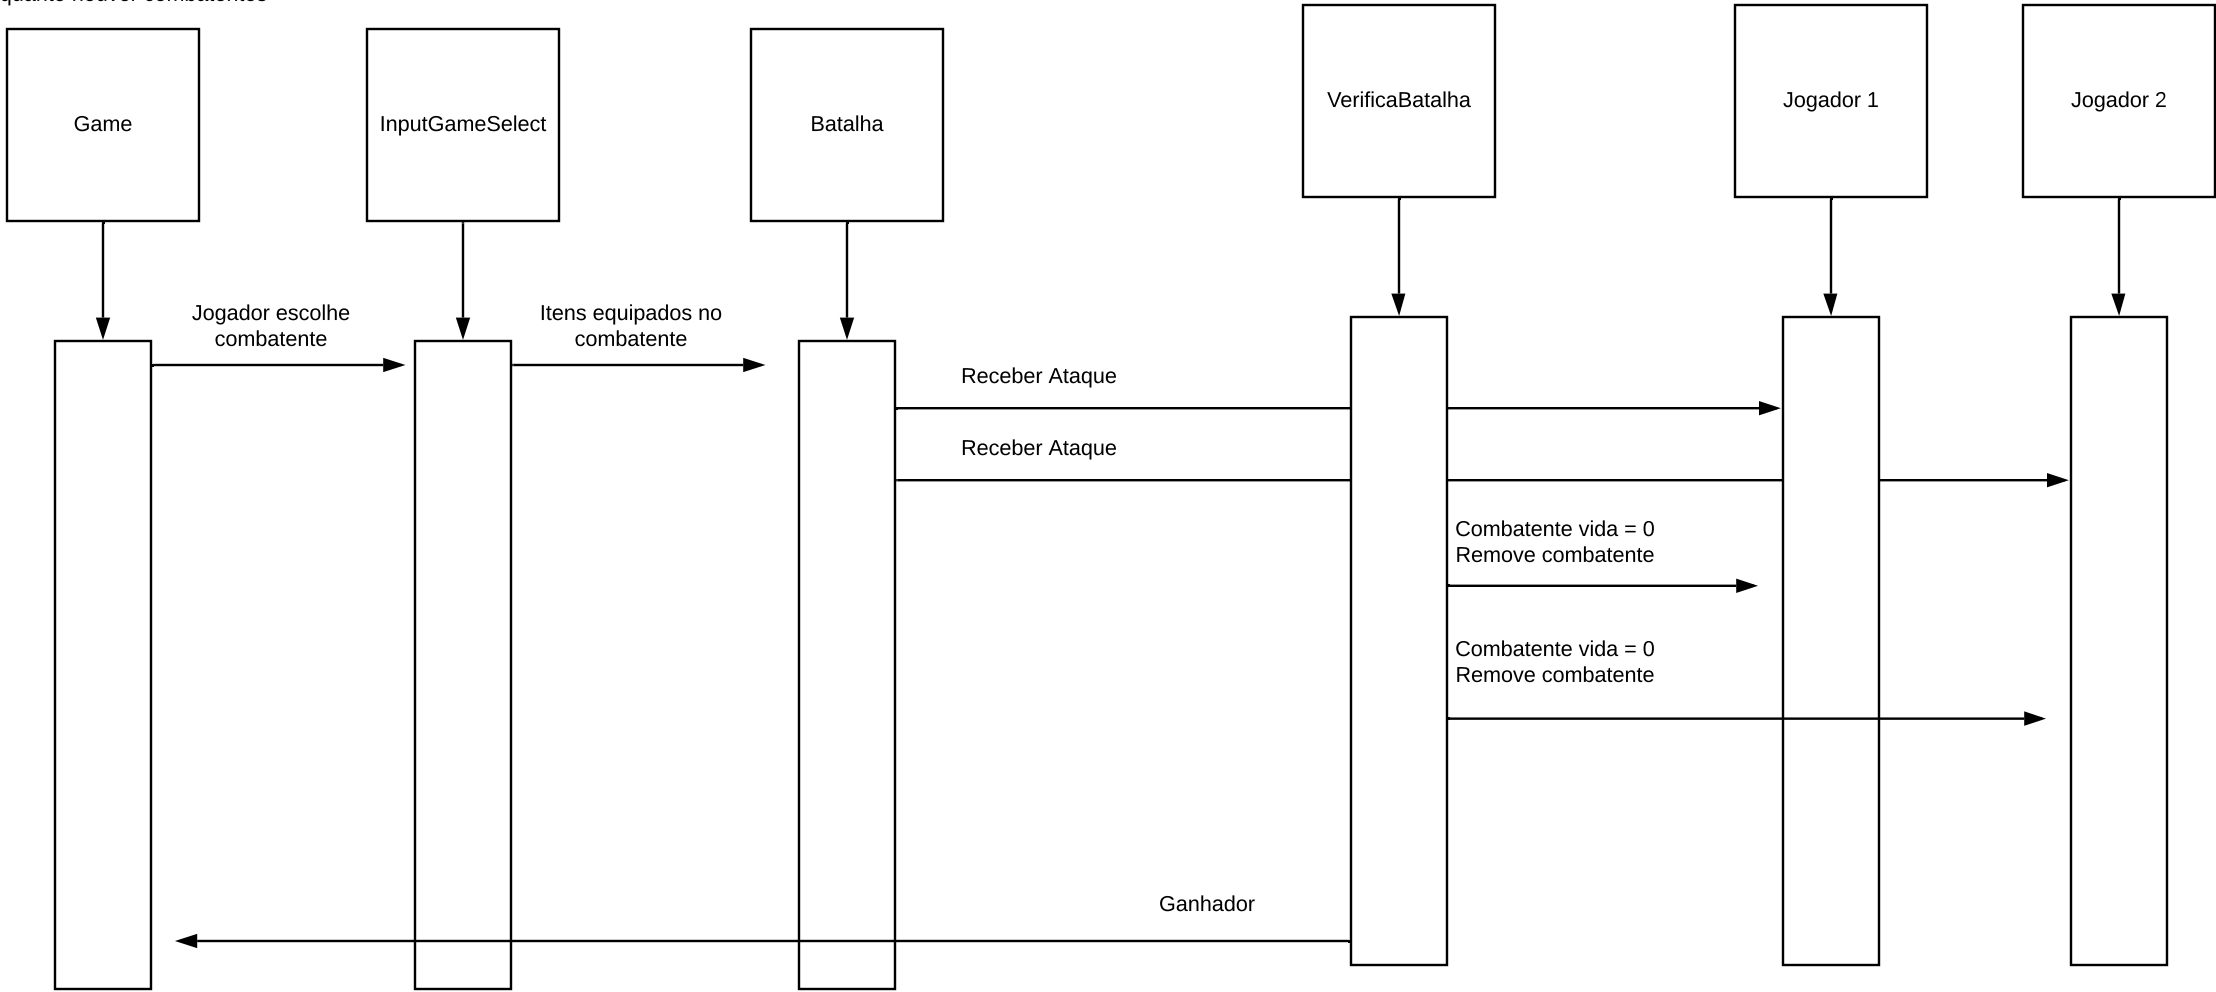 combatentes
Game
InputGameSelect
Batalha
VerificaBatalha
Jogador 1
Jogador 2
Jogador escolhe
combatente
Itens equipados no
combatente
Receber Ataque
Receber Ataque
Combatente vida = 0
Remove combatente
Combatente vida = 0
Remove combatente
Ganhador